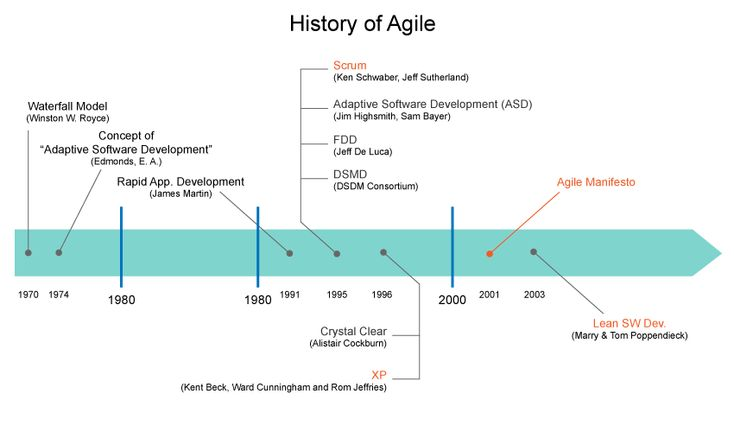 History of Agile
Scrum
(Ken Schwaber, Jeff Sutherland)
Adaptive Software Development (ASD)
(Jim Highsmith, Sam Bayer)
FDD
(Jeff De Luca)
DSMD
(DSDM Consortium)
Waterfall Model
(Winston W. Royce)
Concept of
“Adaptive Software Development”
(Edmonds, E. A.)
Rapid App. Development
(James Martin)
Agile Manifesto
1970
1974
1980
1980
1991
1995
1996
2000
2001
2003
Crystal Clear
(Alistair Cockburn)
XP
(Kent Beck, Ward Cunningham and Rom Jeffries)
Lean SW Dev.
(Marry & Tom Poppendieck)